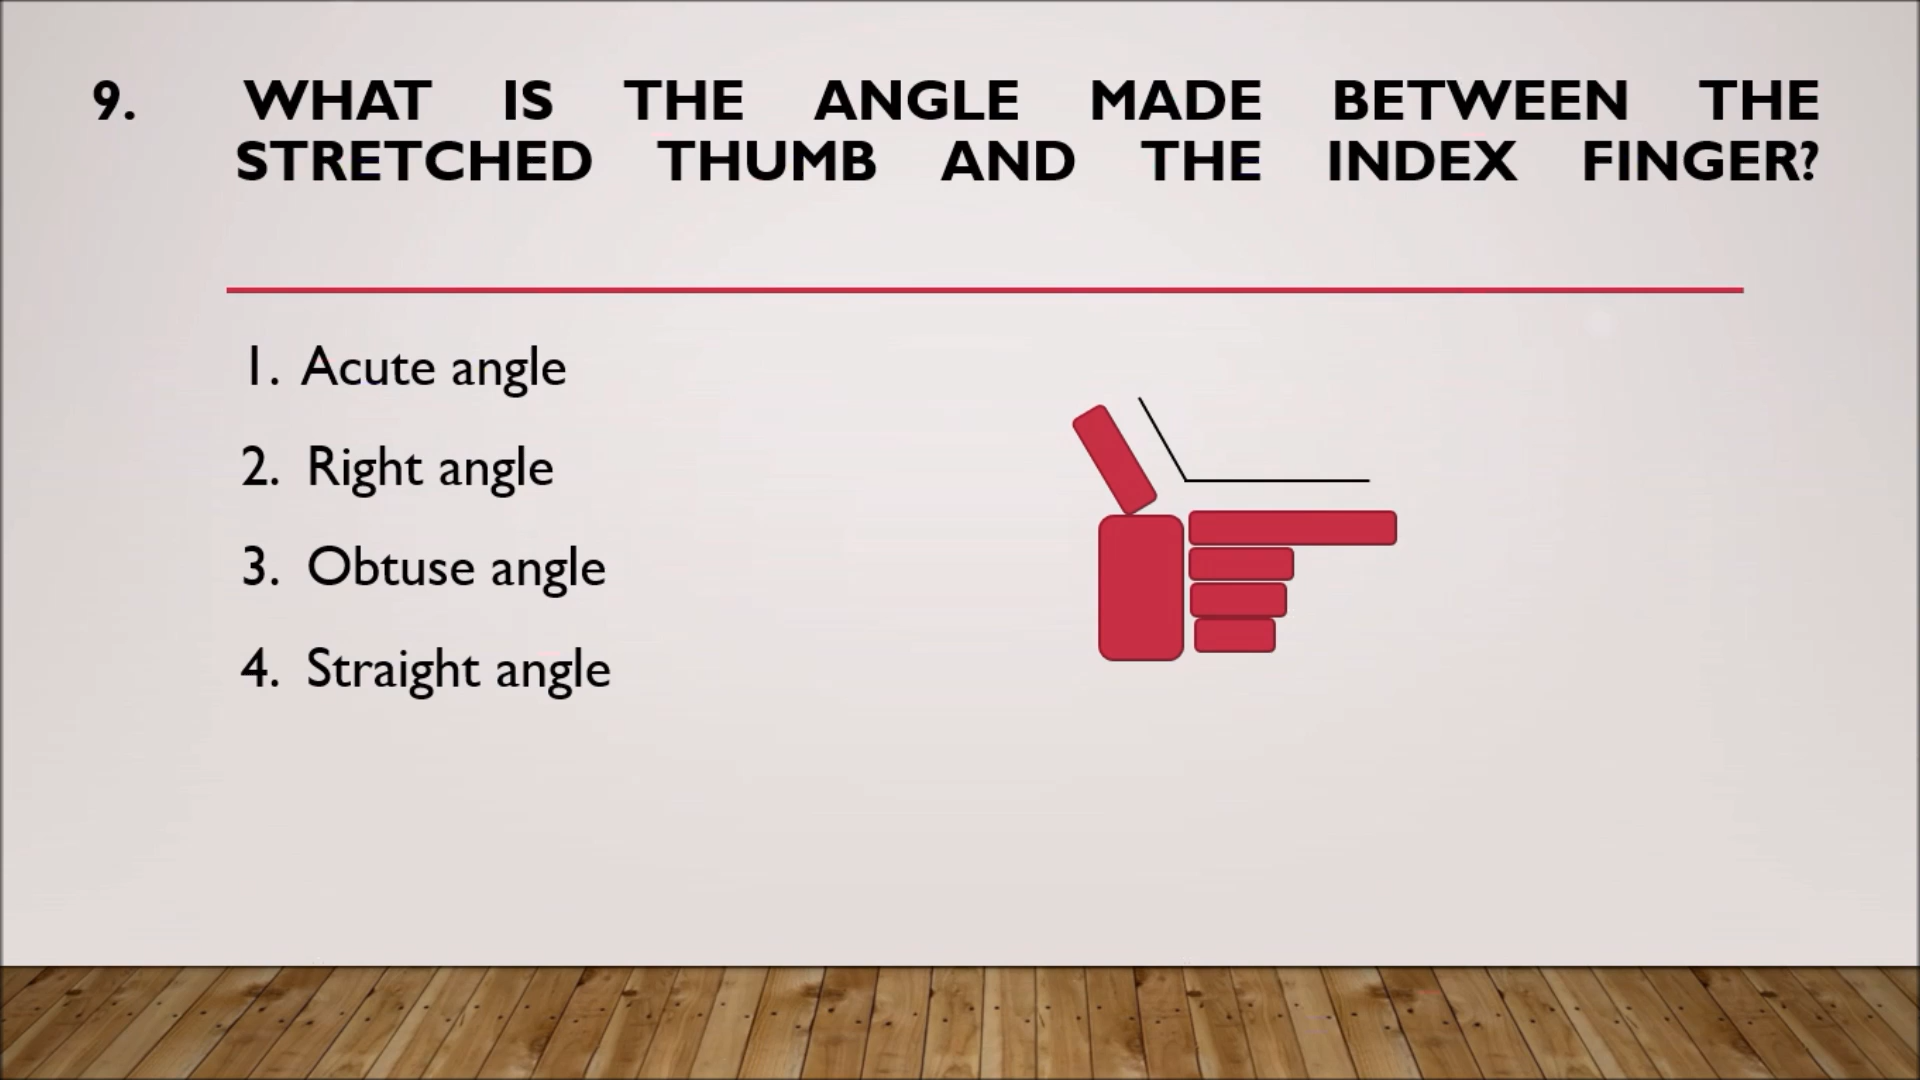 9. WHAT IS THE ANGLE MADE BETWEEN THE
STRETCHED THUMB AND THE INDEX FINGER?
1. Acute angle
2. Right angle
3. Obtuse angle
4. Straight angle